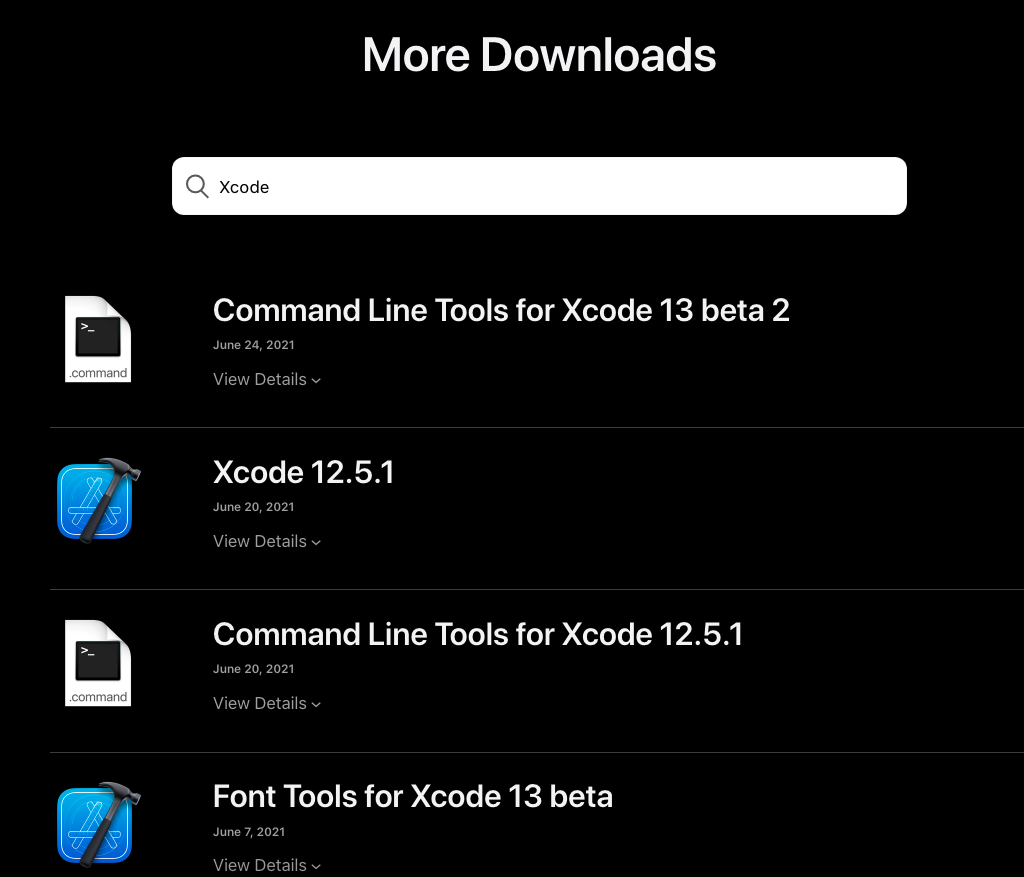 More Downloads
Xcode
Command Line Tools for Xcode 13 beta 2
June 24, 2021
>_
.command
View Details
Xcode 12.5.1
June 20, 2021
View Details
Command Line Tools for Xcode 12.5.1
June 20, 2021
>_
.command
View Details
Font Tools for Xcode 13 beta
June 7, 2021
View Details